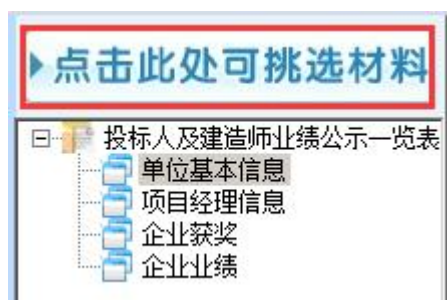 点击此处可挑选材料
投标人及建造师业绩公示一览表
单位基本信息
项目经理信息
企业获奖
企业业绩